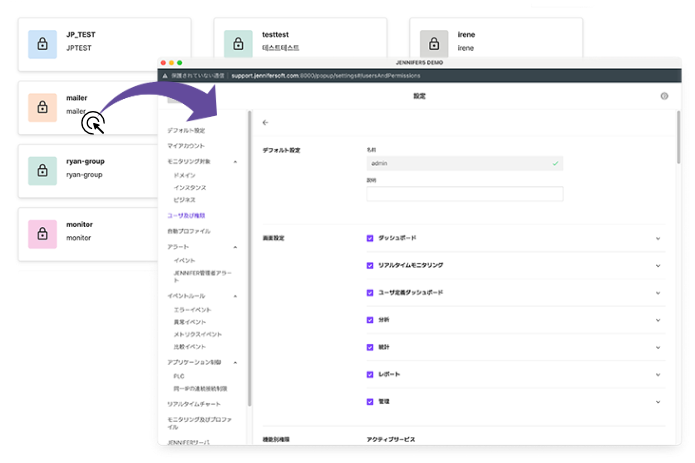 JP_TEST
JPTEST
testtest
테스트테스트
irene
irene
mailer
mailer
ryan-group
ryan-group
monitor
monitor
JENNIFER5 DEMO
保護されていない通信 | support.jennifersoft.com:8000/popup/settings#/usersAndPermissions
設定
デフォルト設定
マイアカウント
モニタリング対象
ドメイン
インスタンス
ビジネス
ユーザ及び権限
自動プロファイル
アラート
イベント
JENNIFER管理者アラー
ト
イベントルール
エラーイベント
異常イベント
メトリクスイベント
比較イベント
アプリケーション制御
PLC
同一IPの連続接続制限
リアルタイムチャート
モニタリング及びプロファ
イル
JENNIFERサーバ
デフォルト設定
名前
admin
説明
画面設定
ダッシュボード
リアルタイムモニタリング
ユーザ定義ダッシュボード
分析
統計
レポート
管理
機能別権限
アクティブサービス